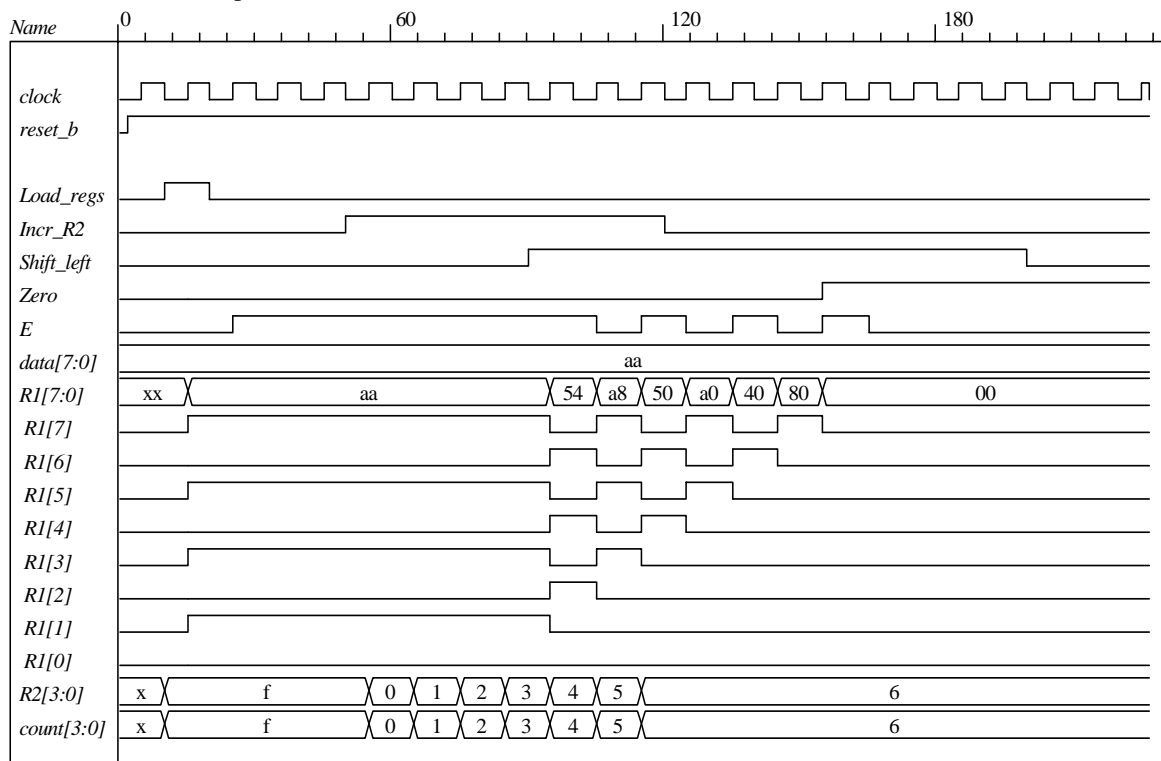 Name 0 60 120 180
clock
reset_b
Load_regs
Incr_R2
Shift_left
Zero
E
data[7:0] aa
R1[7:0] xx aa 54 a8 50 a0 40 80 00
R1[7]
R1[6]
R1[5]
R1[4]
R1[3]
R1[2]
R1[1]
R1[0]
R2[3:0] x f 0 1 2 3 4 5 6
count[3:0] x f 0 1 2 3 4 5 6